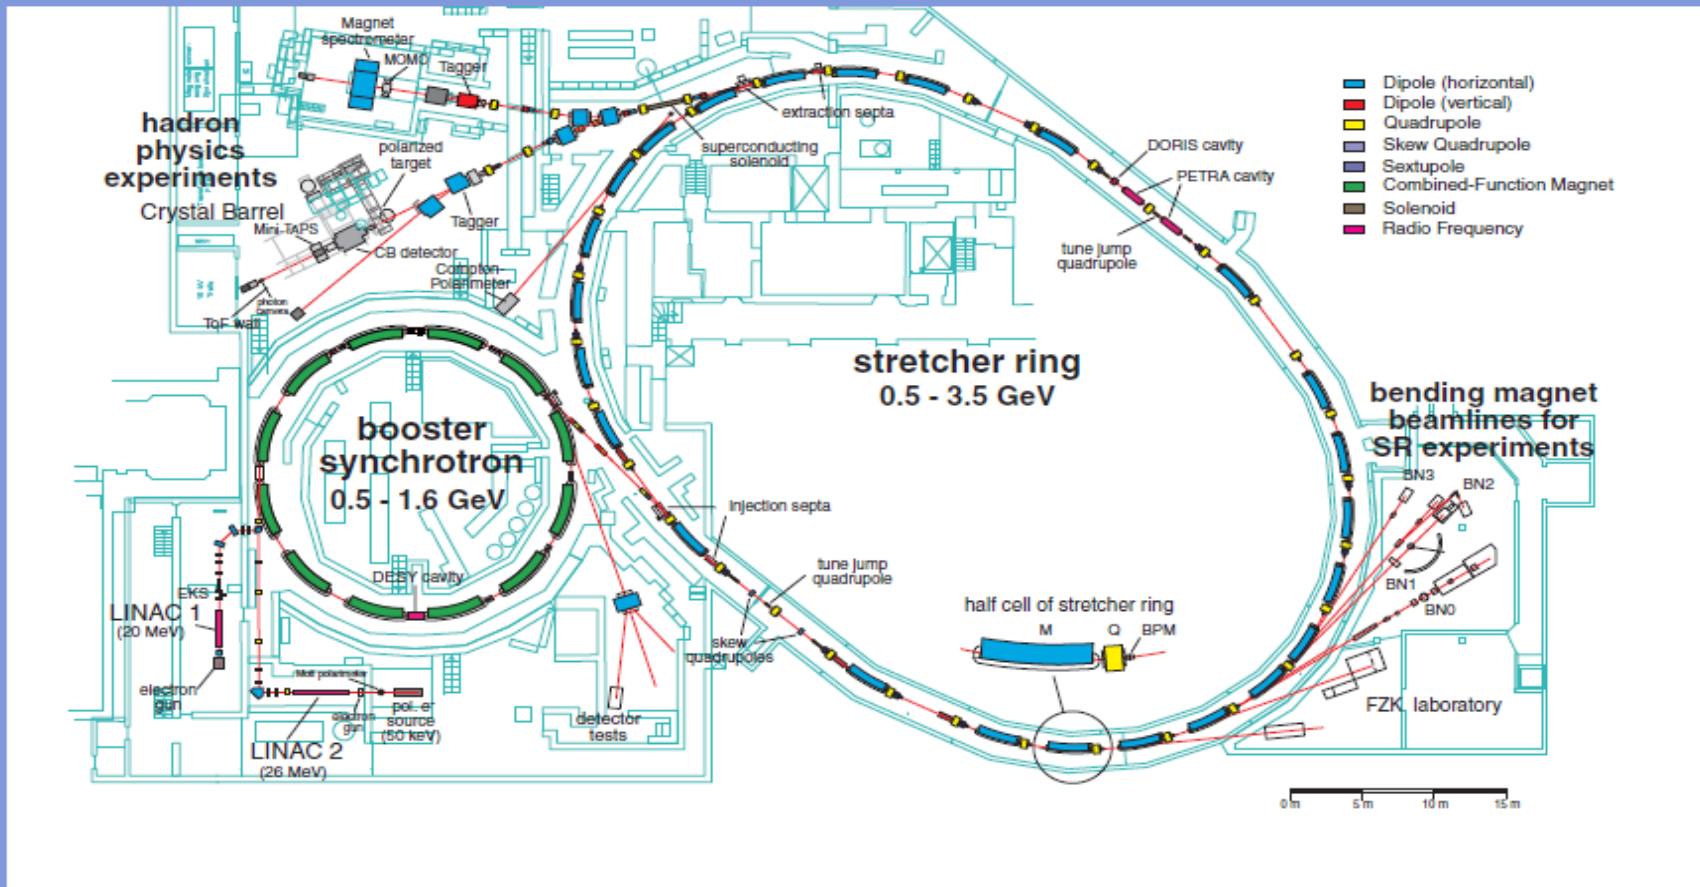 Magnet
spectrometer
MOMO
Tagger
hadron
physics
experiments
polarized
target
Crystal Barrel
Mini-TAPS
CB detector
Tagger
Compton-
Polarimeter
photon
camera
ToF wall
extraction septa
superconducting
solenoid
DORIS cavity
PETRA cavity
tune jump
quadrupole
Dipole (horizontal)
Dipole (vertical)
Quadrupole
Skew Quadrupole
Sextupole
Combined-Function Magnet
Solenoid
Radio Frequency
stretcher ring
0.5 - 3.5 GeV
bending magnet
beamlines for
SR experiments
BN3
BN2
BN1
BN0
booster
synchrotron
0.5 - 1.6 GeV
injection septa
tune jump
quadrupole
DESY cavity
EKS
LINAC 1
(20 MeV)
electron
gun
skew
quadrupoles
half cell of stretcher ring
M
Q
BPM
Mott polarimeter
electron
gun
pol. e-
source
(50 keV)
LINAC 2
(26 MeV)
detector
tests
FZK laboratory
0 m
5 m
10 m
15 m